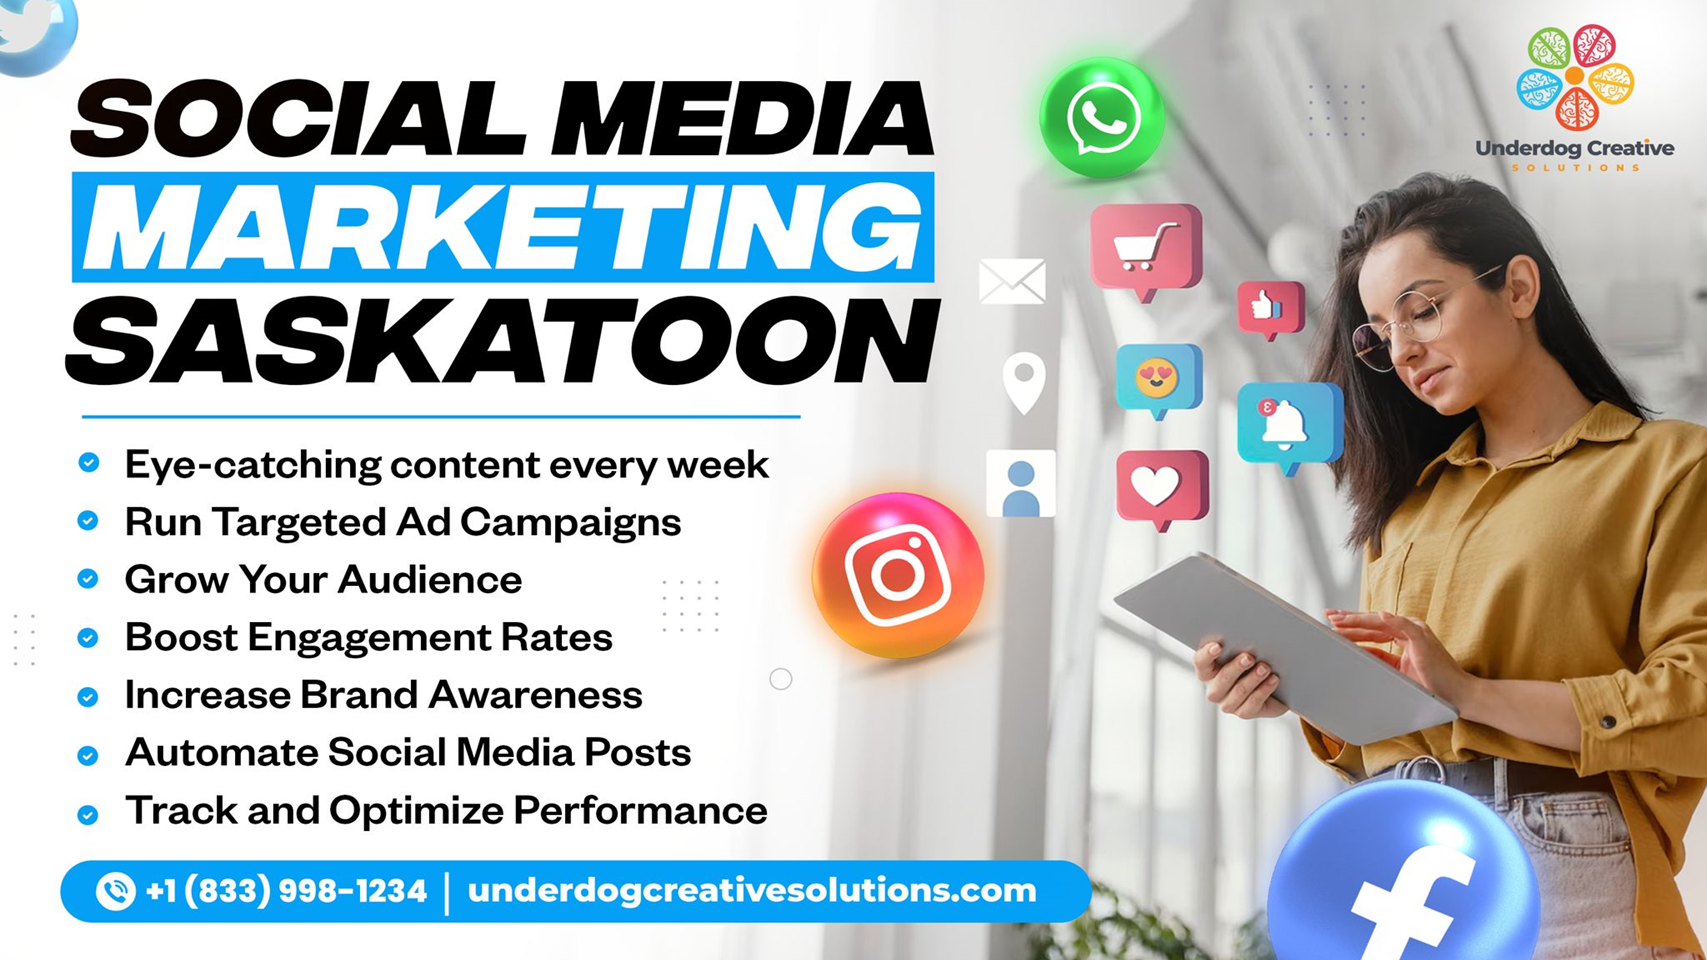 SOCIAL MEDIA
MARKETING
SASKATOON
Eye-catching content every week
Run Targeted Ad Campaigns
Grow Your Audience
Boost Engagement Rates
Increase Brand Awareness
Automate Social Media Posts
Track and Optimize Performance
+1 (833) 998-1234 | underdogcreativesolutions.com
Underdog Creative
SOLUTIONS